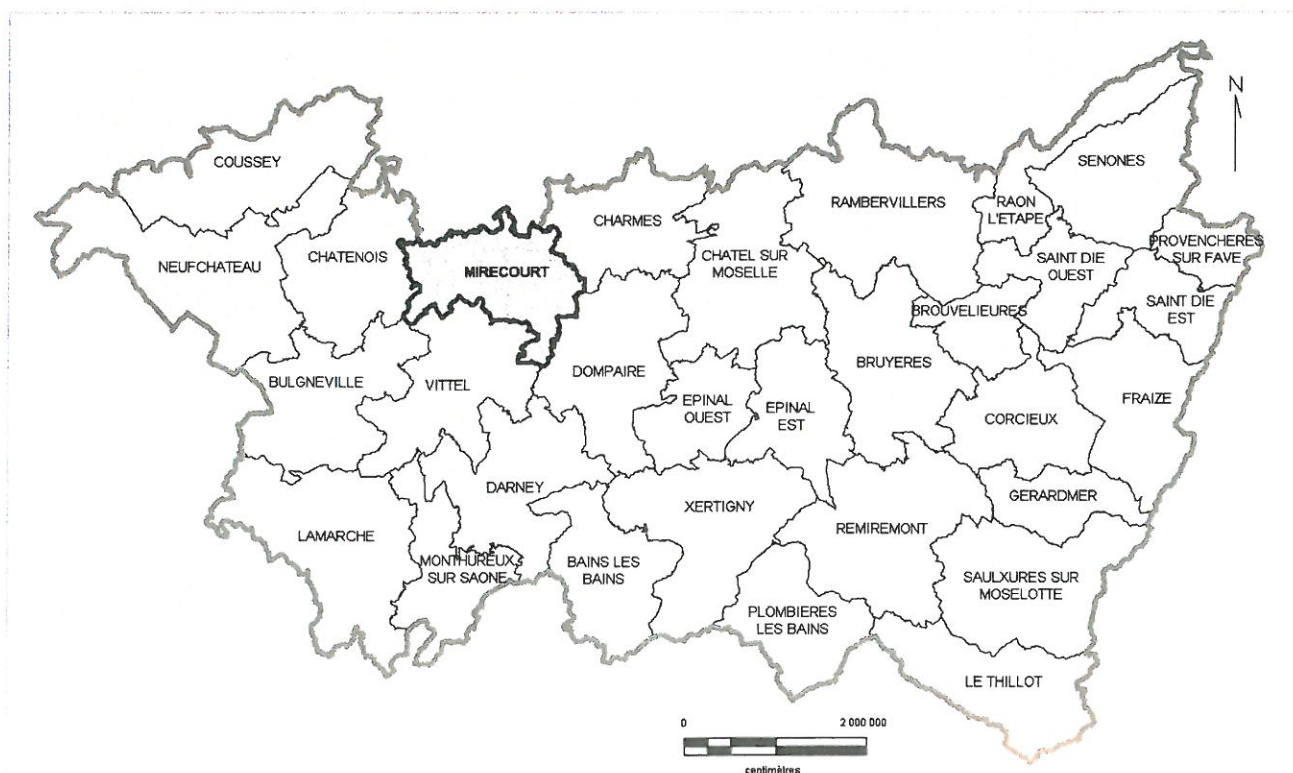 N
COUSSEY
SENONES
CHARMES
RAMBERVILLERS
RAON
L'ETAPE
NEUFCHATEAU
CHATENOIS
MIRECOURT
CHATEL SUR
MOSELLE
PROVENCHERES
SUR FAVE
SAINT DIE
OUEST
SAINT DIE
EST
BROUVELIEURES
BULGNEVILLE
VITTEL
DOMPAIRE
BRUYERES
EPINAL
OUEST
EPINAL
EST
CORCIEUX
FRAIZE
DARNEY
XERTIGNY
GERARDMER
LAMARCHE
REMIREMONT
MONTHUREUX
SUR SAONE
BAINS LES
BAINS
SAULXURES SUR
MOSELOTTE
PLOMBIERES
LES BAINS
LE THILLOT
0
2 000 000
centimètres